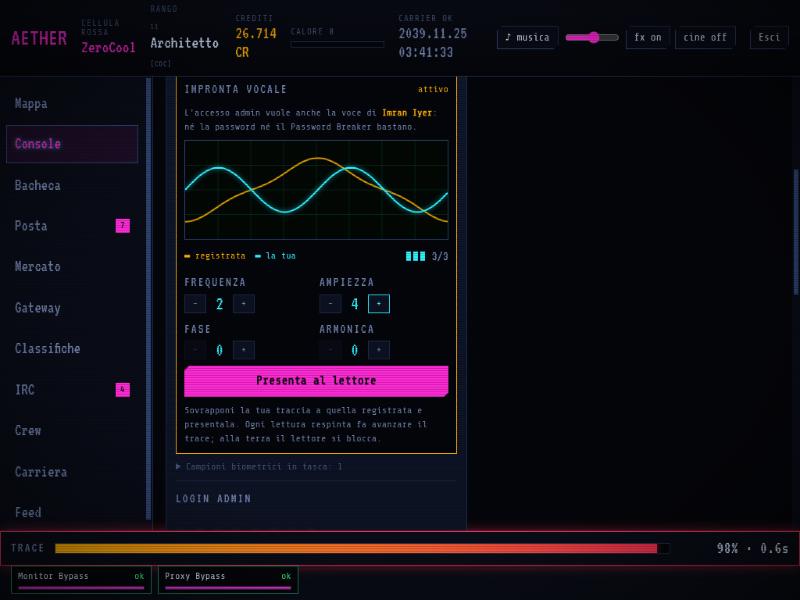 AETHER
CELLULA
ROSSA
ZeroCool
RANGO
11
Architetto
[COC]
CREDITI
26.714
CR
CALORE 0
CARRIER OK
2039.11.25
03:41:33
♪ musica
fx on
cine off
Esci
Mappa
Console
Bacheca
Posta 7
Mercato
Gateway
Classifiche
IRC 4
Crew
Carriera
Feed
IMPRONTA VOCALE attivo
L'accesso admin vuole anche la voce di Imran Iyer:
né la password né il Password Breaker bastano.
registrata la tua 3/3
FREQUENZA AMPIEZZA
- 2 + - 4 +
FASE ARMONICA
- 0 + - 0 +
Presenta al lettore
Sovrapponi la tua traccia a quella registrata e
presentala. Ogni lettura respinta fa avanzare il
trace; alla terza il lettore si blocca.
▶ Campioni biometrici in tasca: 1
LOGIN ADMIN
TRACE 98% · 0.6s
Monitor Bypass ok
Proxy Bypass ok